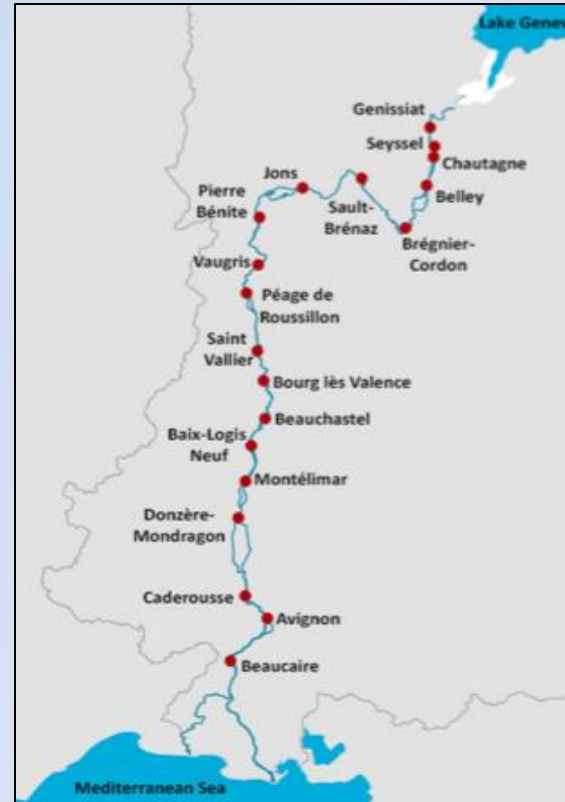 Lake Genev
Genissiat
Seyssel
Chautagne
Jons
Belley
Pierre
Bénite
Sault-
Brénaz
Brégnier-
Cordon
Vaugris
Péage de
Roussillon
Saint
Vallier
Bourg lès Valence
Beauchastel
Baix-Logis
Neuf
Montélimar
Donzère-
Mondragon
Caderousse
Avignon
Beaucaire
Mediterranean Sea